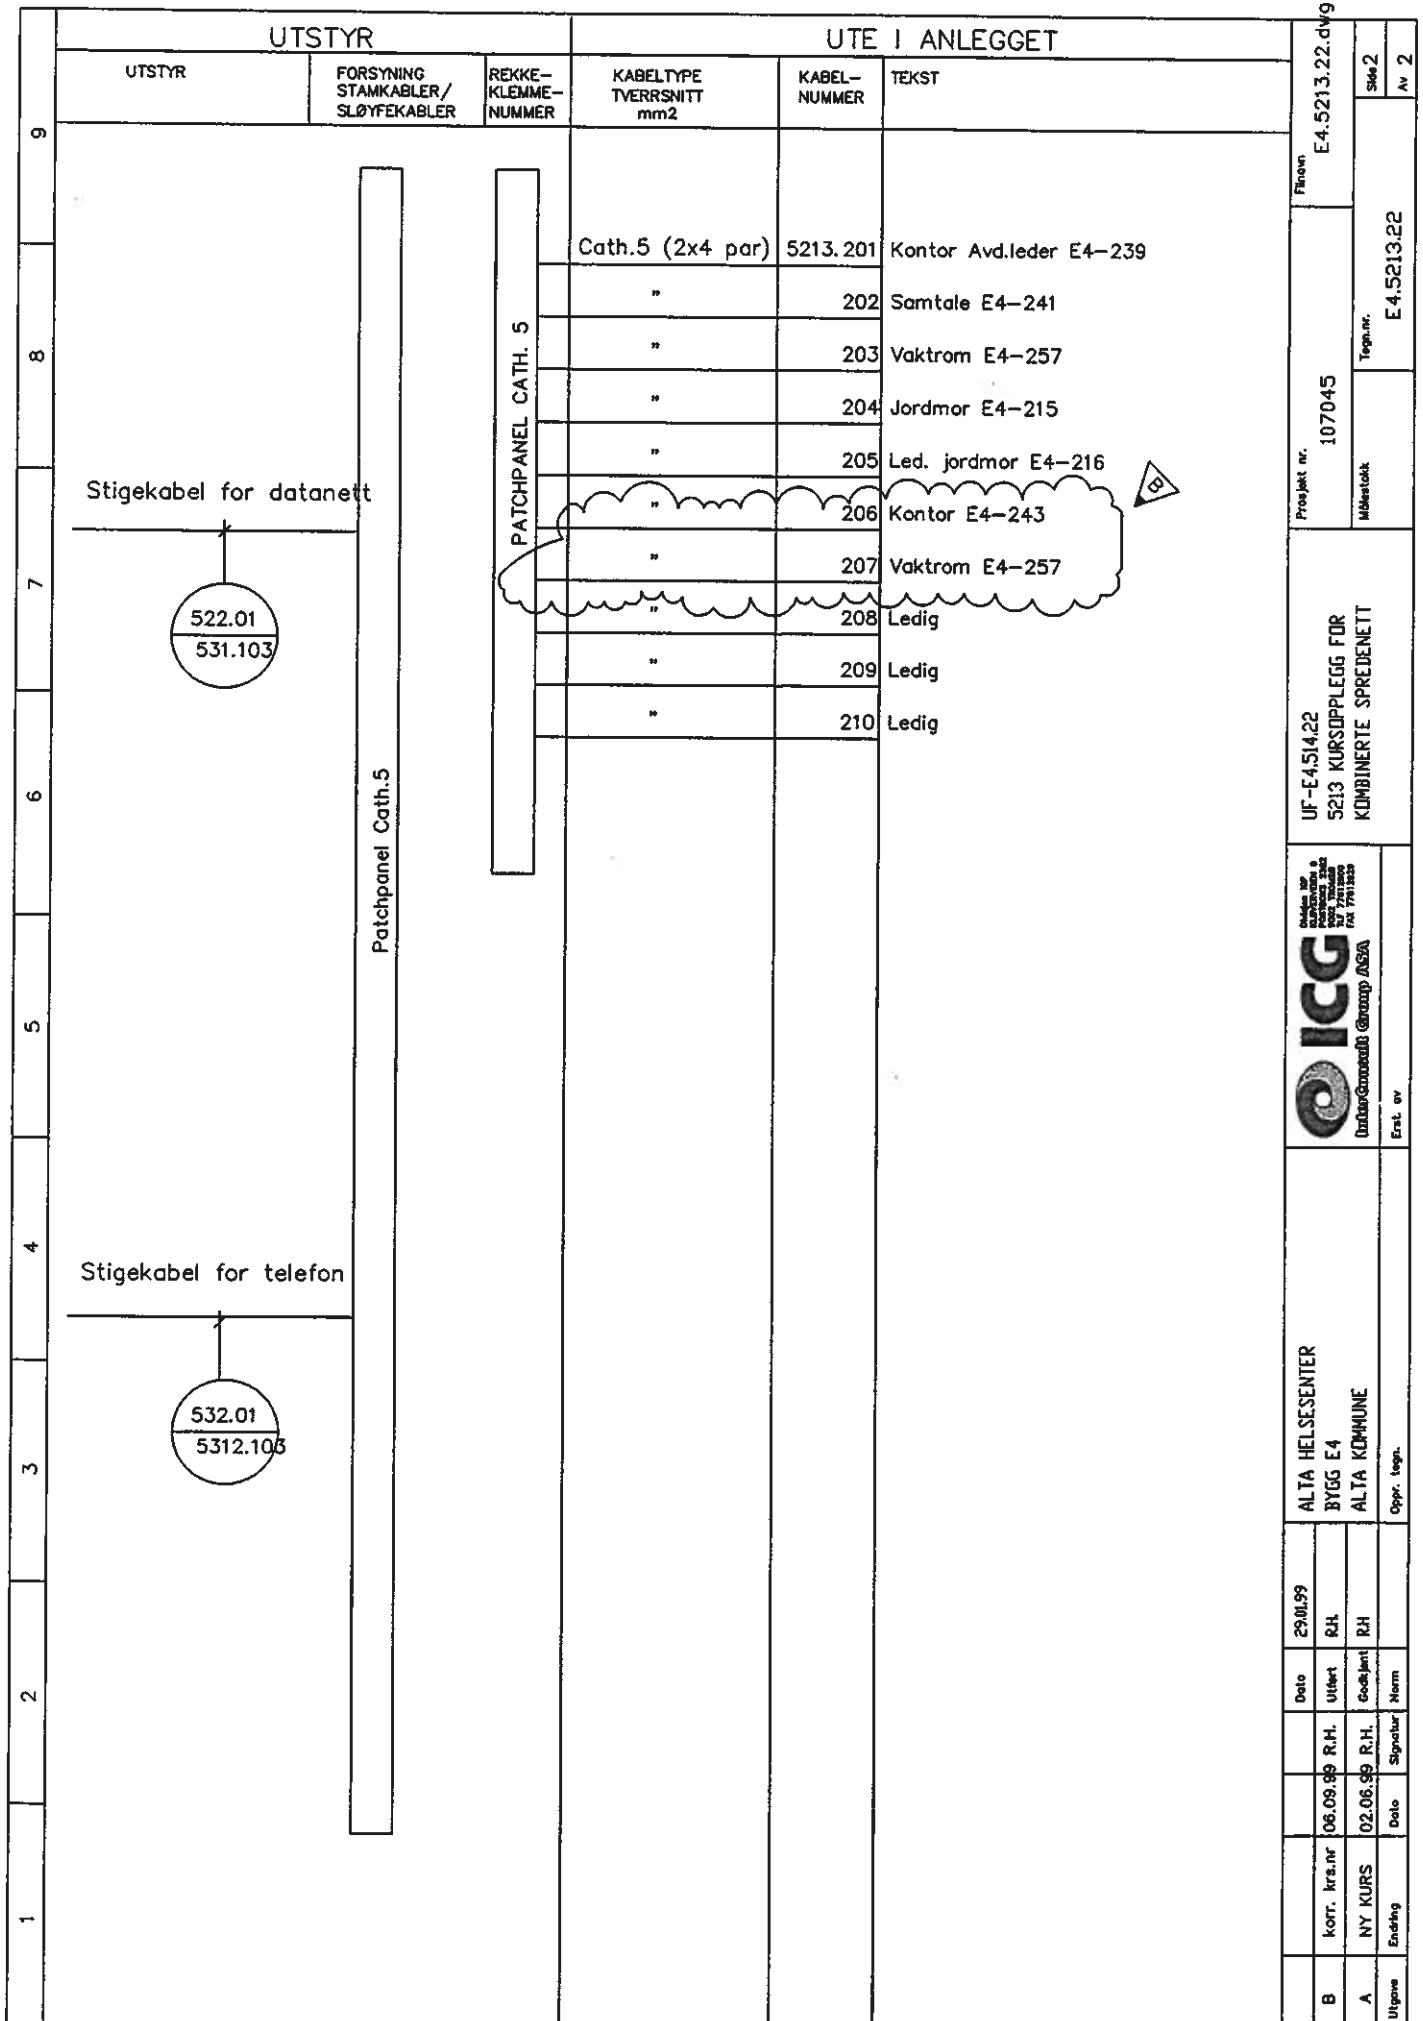 UTSTYR
UTE I ANLEGGET
UTSTYR
FORSYNING
STAMKABLER/
SLØYFEKABLER
REKKE-
KLEMME-
NUMMER
KABELTYPE
TVERRSNITT
mm2
KABEL-
NUMMER
TEKST
9
8
7
6
5
4
3
2
1
Cath.5 (2x4 par) 5213.201 Kontor Avd.leder E4-239
" 202 Samtale E4-241
" 203 Vaktrom E4-257
" 204 Jordmor E4-215
" 205 Led. jordmor E4-216
" 206 Kontor E4-243
" 207 Vaktrom E4-257
" 208 Ledig
" 209 Ledig
" 210 Ledig
B
PATCHPANEL CATH. 5
Patchpanel Cath.5
Stigekabel for datanett
522.01
531.103
Stigekabel for telefon
532.01
5312.103
Filnavn
E4.5213.22.dwg
Side 2
Av 2
Prosjekt nr.
107045
Tegn.nr.
E4.5213.22
Målestokk
UF-E4.514.22
5213 KURSOPPLEGG FOR
KOMBINERTE SPREDENETT
ICG
InterConsult Group ASA
Erst. av
ALTA HELSESENTER
BYGG E4
ALTA KOMMUNE
Oppr. tegn.
Dato 29.01.99
Utført R.H.
Godkjent R.H
Norm
B korr. krs.nr 06.09.99 R.H.
A NY KURS 02.06.99 R.H.
Utgave Endring Dato Signatur